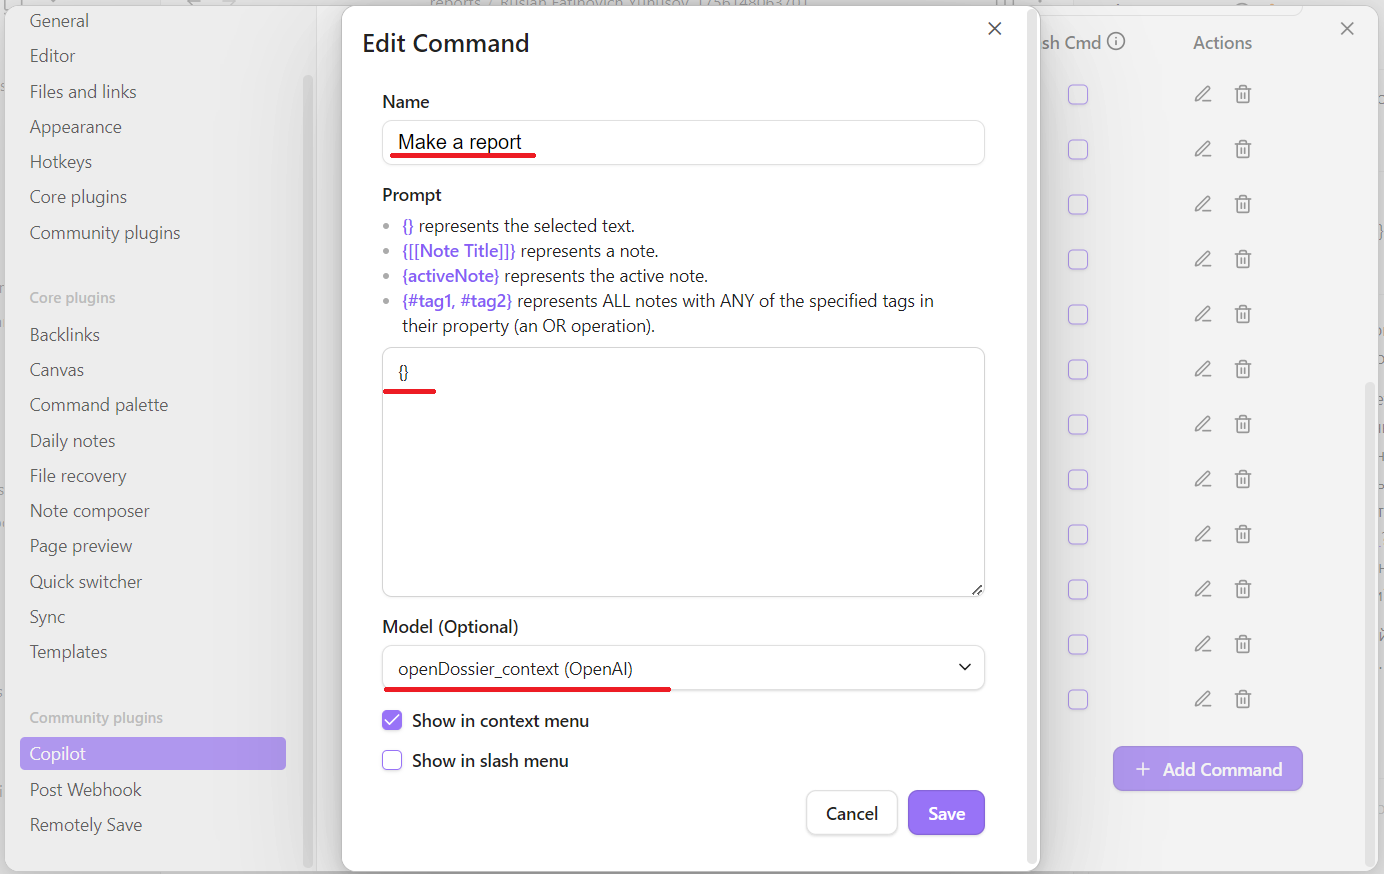 reports / Ruslan Fatihovich Yunusov_1756148063701
General
Editor
Files and links
Appearance
Hotkeys
Core plugins
Community plugins
Core plugins
Backlinks
Canvas
Command palette
Daily notes
File recovery
Note composer
Page preview
Quick switcher
Sync
Templates
Community plugins
Copilot
Post Webhook
Remotely Save
Edit Command
Name
Make a report
Prompt
{} represents the selected text.
{[[Note Title]]} represents a note.
{activeNote} represents the active note.
{#tag1, #tag2} represents ALL notes with ANY of the specified tags in
their property (an OR operation).
{}
Model (Optional)
openDossier_context (OpenAI)
Show in context menu
Show in slash menu
Cancel
Save
sh Cmd
Actions
+ Add Command